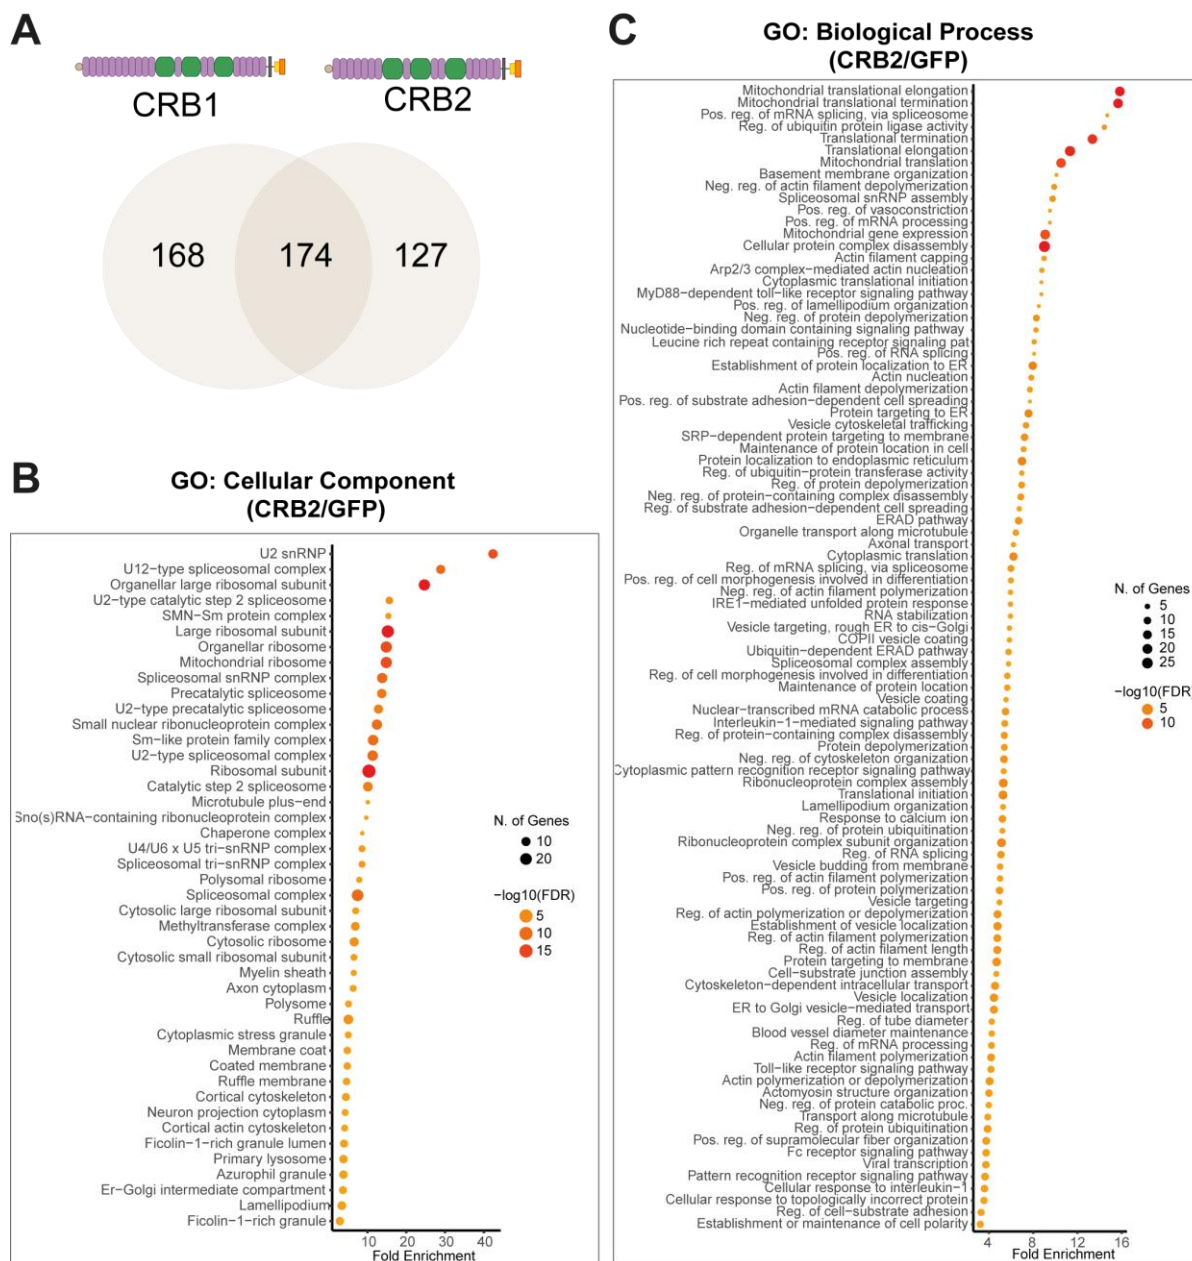 A
CRB1
CRB2
168
174
127
B
GO: Cellular Component
(CRB2/GFP)
U2 snRNP
U12−type spliceosomal complex
Organellar large ribosomal subunit
U2−type catalytic step 2 spliceosome
SMN−Sm protein complex
Large ribosomal subunit
Organellar ribosome
Mitochondrial ribosome
Spliceosomal snRNP complex
Precatalytic spliceosome
U2−type precatalytic spliceosome
Small nuclear ribonucleoprotein complex
Sm−like protein family complex
U2−type spliceosomal complex
Ribosomal subunit
Catalytic step 2 spliceosome
Microtubule plus−end
Sno(s)RNA−containing ribonucleoprotein complex
Chaperone complex
U4/U6 x U5 tri−snRNP complex
Spliceosomal tri−snRNP complex
Polysomal ribosome
Spliceosomal complex
Cytosolic large ribosomal subunit
Methyltransferase complex
Cytosolic ribosome
Cytosolic small ribosomal subunit
Myelin sheath
Axon cytoplasm
Polysome
Ruffle
Cytoplasmic stress granule
Membrane coat
Coated membrane
Ruffle membrane
Cortical cytoskeleton
Neuron projection cytoplasm
Cortical actin cytoskeleton
Ficolin−1−rich granule lumen
Primary lysosome
Azurophil granule
Er−Golgi intermediate compartment
Lamellipodium
Ficolin−1−rich granule
10 20 30 40
Fold Enrichment
N. of Genes
10
20
−log10(FDR)
5
10
15
C
GO: Biological Process
(CRB2/GFP)
Mitochondrial translational elongation
Mitochondrial translational termination
Pos. reg. of mRNA splicing, via spliceosome
Reg. of ubiquitin protein ligase activity
Translational termination
Translational elongation
Mitochondrial translation
Basement membrane organization
Neg. reg. of actin filament depolymerization
Spliceosomal snRNP assembly
Pos. reg. of vasoconstriction
Pos. reg. of mRNA processing
Mitochondrial gene expression
Cellular protein complex disassembly
Actin filament capping
Arp2/3 complex−mediated actin nucleation
Cytoplasmic translational initiation
MyD88−dependent toll−like receptor signaling pathway
Pos. reg. of lamellipodium organization
Neg. reg. of protein depolymerization
Nucleotide−binding domain containing signaling pathway
Leucine rich repeat containing receptor signaling pat
Pos. reg. of RNA splicing
Establishment of protein localization to ER
Actin nucleation
Actin filament depolymerization
Pos. reg. of substrate adhesion−dependent cell spreading
Protein targeting to ER
Vesicle cytoskeletal trafficking
SRP−dependent protein targeting to membrane
Maintenance of protein location in cell
Protein localization to endoplasmic reticulum
Reg. of ubiquitin−protein transferase activity
Reg. of protein depolymerization
Neg. reg. of protein−containing complex disassembly
Reg. of substrate adhesion−dependent cell spreading
ERAD pathway
Organelle transport along microtubule
Axonal transport
Cytoplasmic translation
Reg. of mRNA splicing, via spliceosome
Pos. reg. of cell morphogenesis involved in differentiation
Neg. reg. of actin filament polymerization
IRE1−mediated unfolded protein response
RNA stabilization
Vesicle targeting, rough ER to cis−Golgi
COPII vesicle coating
Ubiquitin−dependent ERAD pathway
Spliceosomal complex assembly
Reg. of cell morphogenesis involved in differentiation
Maintenance of protein location
Vesicle coating
Nuclear−transcribed mRNA catabolic process
Interleukin−1−mediated signaling pathway
Reg. of protein−containing complex disassembly
Protein depolymerization
Neg. reg. of cytoskeleton organization
Cytoplasmic pattern recognition receptor signaling pathway
Ribonucleoprotein complex assembly
Translational initiation
Lamellipodium organization
Response to calcium ion
Neg. reg. of protein ubiquitination
Ribonucleoprotein complex subunit organization
Reg. of RNA splicing
Vesicle budding from membrane
Pos. reg. of actin filament polymerization
Pos. reg. of protein polymerization
Vesicle targeting
Reg. of actin polymerization or depolymerization
Establishment of vesicle localization
Reg. of actin filament polymerization
Reg. of actin filament length
Protein targeting to membrane
Cell−substrate junction assembly
Cytoskeleton−dependent intracellular transport
Vesicle localization
ER to Golgi vesicle−mediated transport
Reg. of tube diameter
Blood vessel diameter maintenance
Reg. of mRNA processing
Actin filament polymerization
Toll−like receptor signaling pathway
Actin polymerization or depolymerization
Actomyosin structure organization
Neg. reg. of protein catabolic proc.
Transport along microtubule
Reg. of protein ubiquitination
Pos. reg. of supramolecular fiber organization
Fc receptor signaling pathway
Viral transcription
Pattern recognition receptor signaling pathway
Cellular response to interleukin−1
Cellular response to topologically incorrect protein
Reg. of cell−substrate adhesion
Establishment or maintenance of cell polarity
4 8 12 16
Fold Enrichment
N. of Genes
5
10
15
20
25
−log10(FDR)
5
10